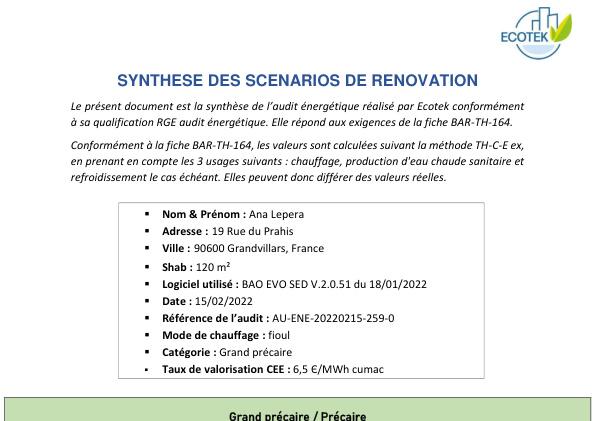 ECOTEK
SYNTHESE DES SCENARIOS DE RENOVATION
Le présent document est la synthèse de l'audit énergétique réalisé par Ecotek conformément
à sa qualification RGE audit énergétique. Elle répond aux exigences de la fiche BAR-TH-164.
Conformément à la fiche BAR-TH-164, les valeurs sont calculées suivant la méthode TH-C-E ex,
en prenant en compte les 3 usages suivants : chauffage, production d'eau chaude sanitaire et
refroidissement le cas échéant. Elles peuvent donc différer des valeurs réelles.
▪ Nom & Prénom : Ana Lepera
▪ Adresse : 19 Rue du Prahis
▪ Ville : 90600 Grandvillars, France
▪ Shab : 120 m²
▪ Logiciel utilisé : BAO EVO SED V.2.0.51 du 18/01/2022
▪ Date : 15/02/2022
▪ Référence de l'audit : AU-ENE-20220215-259-0
▪ Mode de chauffage : fioul
▪ Catégorie : Grand précaire
▪ Taux de valorisation CEE : 6,5 €/MWh cumac
Grand précaire / Précaire